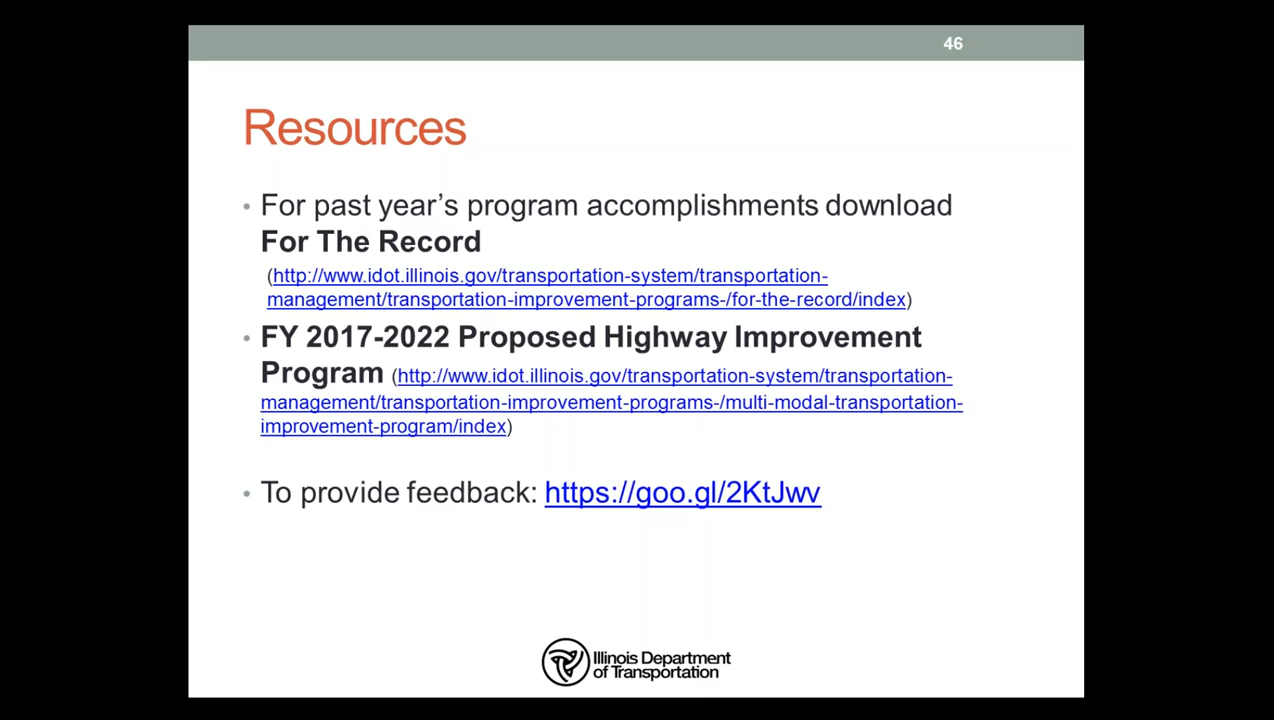 46
Resources
• For past year’s program accomplishments download
For The Record
(http://www.idot.illinois.gov/transportation-system/transportation-
management/transportation-improvement-programs-/for-the-record/index)
• FY 2017-2022 Proposed Highway Improvement
Program (http://www.idot.illinois.gov/transportation-system/transportation-
management/transportation-improvement-programs-/multi-modal-transportation-
improvement-program/index)
• To provide feedback: https://goo.gl/2KtJwv
Illinois Department
of Transportation